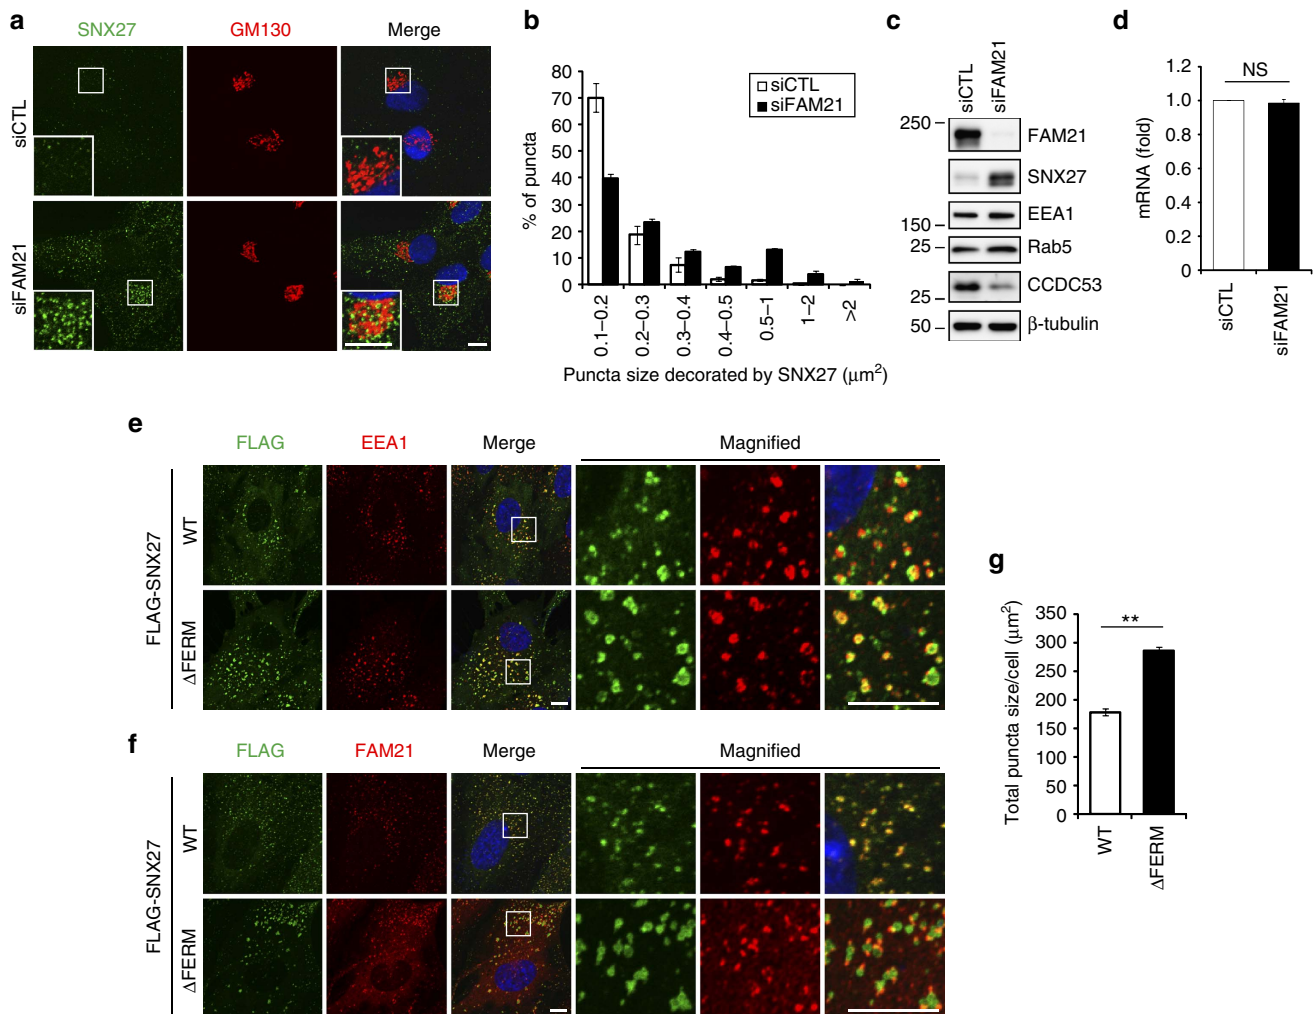 a
SNX27 GM130 Merge
siCTL
siFAM21
b
% of puncta
80
70
60
50
40
30
20
10
0
siCTL
siFAM21
0.1–0.2 0.2–0.3 0.3–0.4 0.4–0.5 0.5–1 1–2 >2
Puncta size decorated by SNX27 (μm²)
c
siCTL siFAM21
250 FAM21
SNX27
150 EEA1
25 Rab5
25 CCDC53
50 β-tubulin
d
mRNA (fold)
1.2
1.0
0.8
0.6
0.4
0.2
0
NS
siCTL siFAM21
e
FLAG EEA1 Merge Magnified
FLAG-SNX27
WT
ΔFERM
f
FLAG FAM21 Merge Magnified
FLAG-SNX27
WT
ΔFERM
g
Total puncta size/cell (μm²)
350
300
250
200
150
100
50
0
**
WT ΔFERM